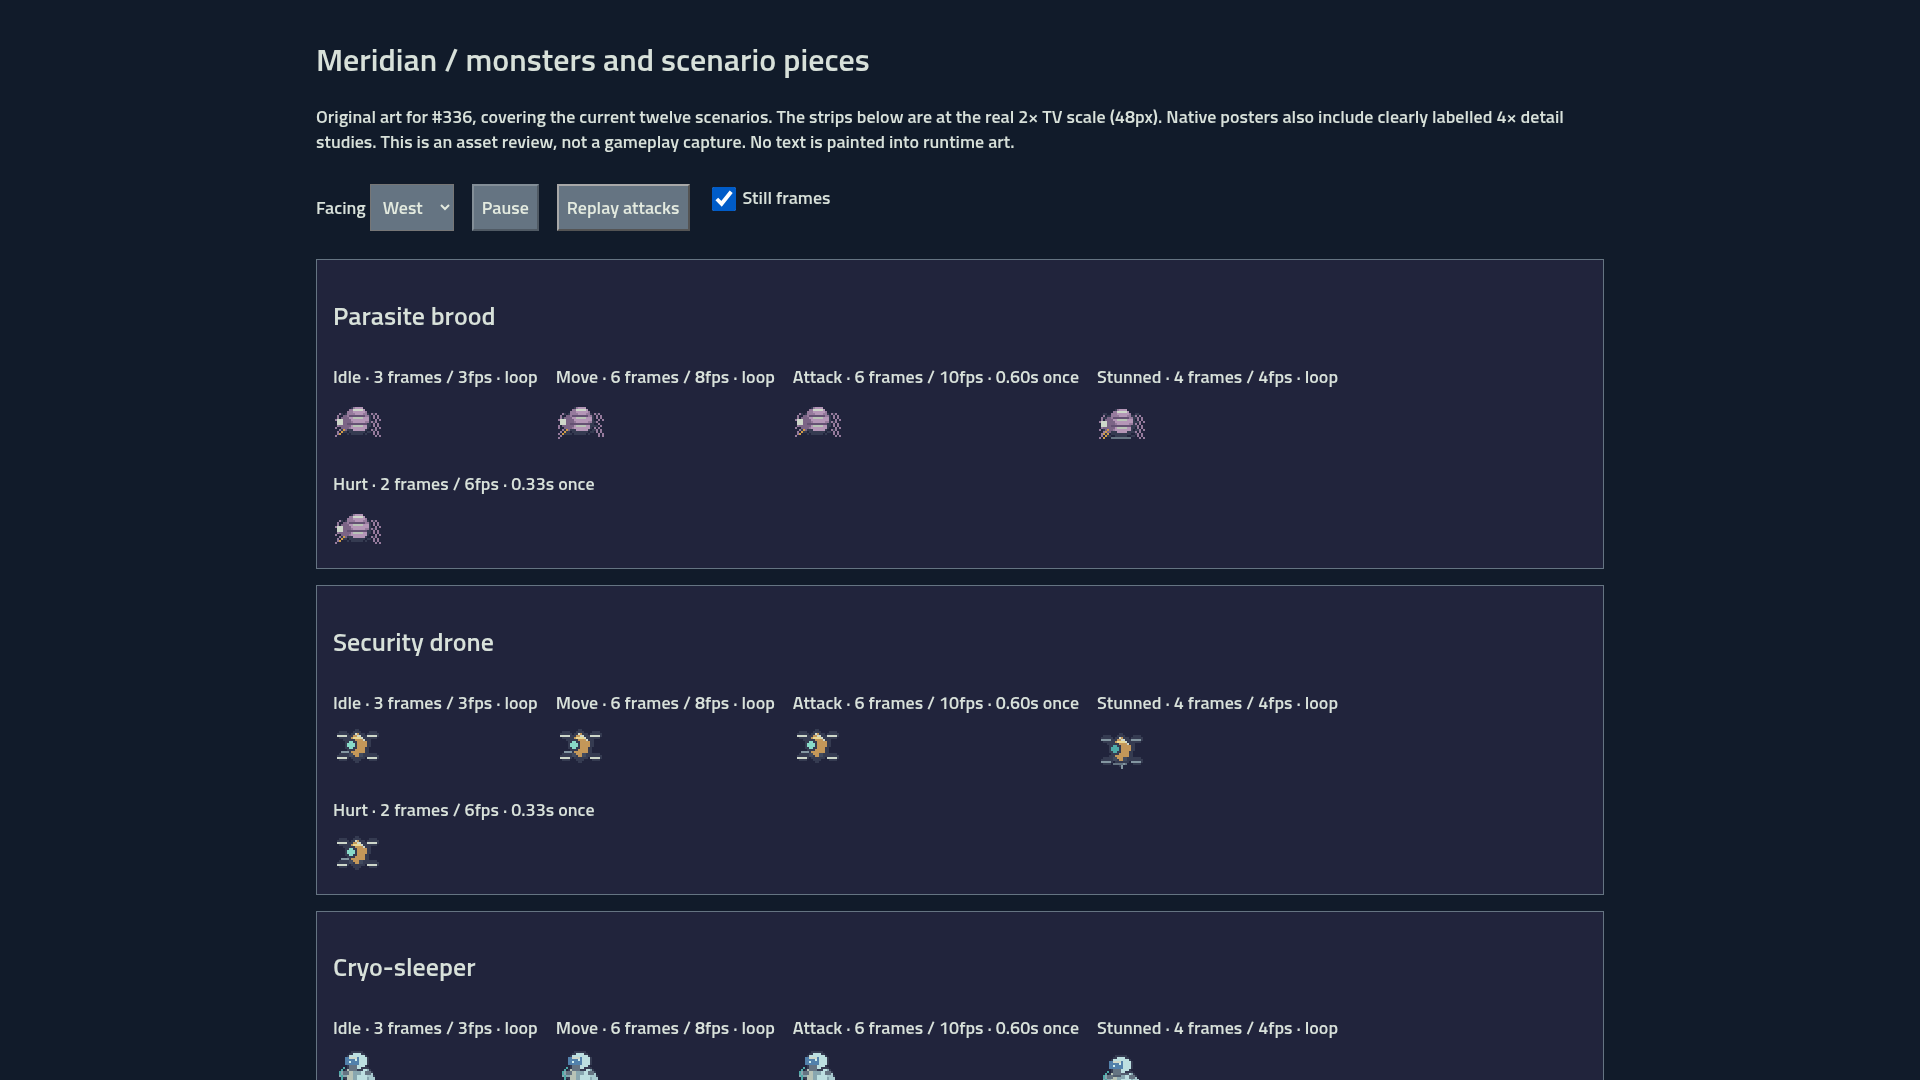 Meridian / monsters and scenario pieces
Original art for #336, covering the current twelve scenarios. The strips below are at the real 2× TV scale (48px). Native posters also include clearly labelled 4× detail
studies. This is an asset review, not a gameplay capture. No text is painted into runtime art.
Facing West Pause Replay attacks Still frames
Parasite brood
Idle · 3 frames / 3fps · loop Move · 6 frames / 8fps · loop Attack · 6 frames / 10fps · 0.60s once Stunned · 4 frames / 4fps · loop
Hurt · 2 frames / 6fps · 0.33s once
Security drone
Idle · 3 frames / 3fps · loop Move · 6 frames / 8fps · loop Attack · 6 frames / 10fps · 0.60s once Stunned · 4 frames / 4fps · loop
Hurt · 2 frames / 6fps · 0.33s once
Cryo-sleeper
Idle · 3 frames / 3fps · loop Move · 6 frames / 8fps · loop Attack · 6 frames / 10fps · 0.60s once Stunned · 4 frames / 4fps · loop